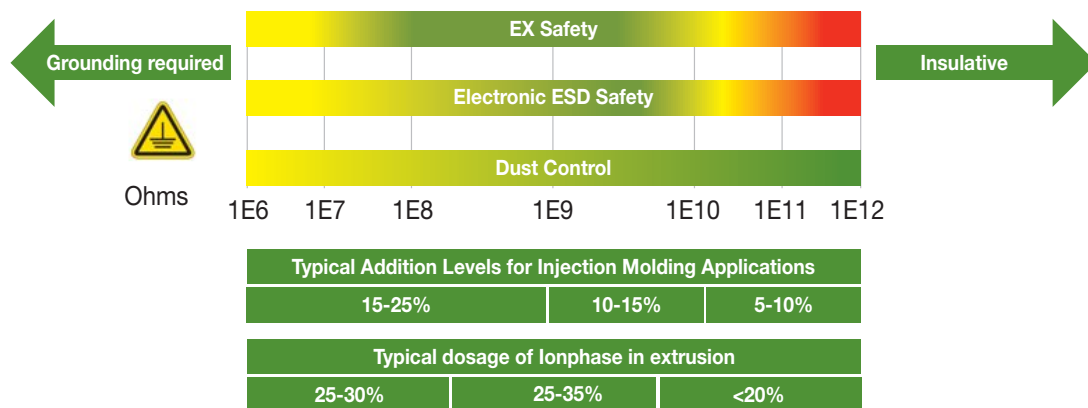 EX Safety
Grounding required
Insulative
Electronic ESD Safety
Dust Control
Ohms
1E6 1E7 1E8 1E9 1E10 1E11 1E12
Typical Addition Levels for Injection Molding Applications
15-25% 10-15% 5-10%
Typical dosage of Ionphase in extrusion
25-30% 25-35% <20%